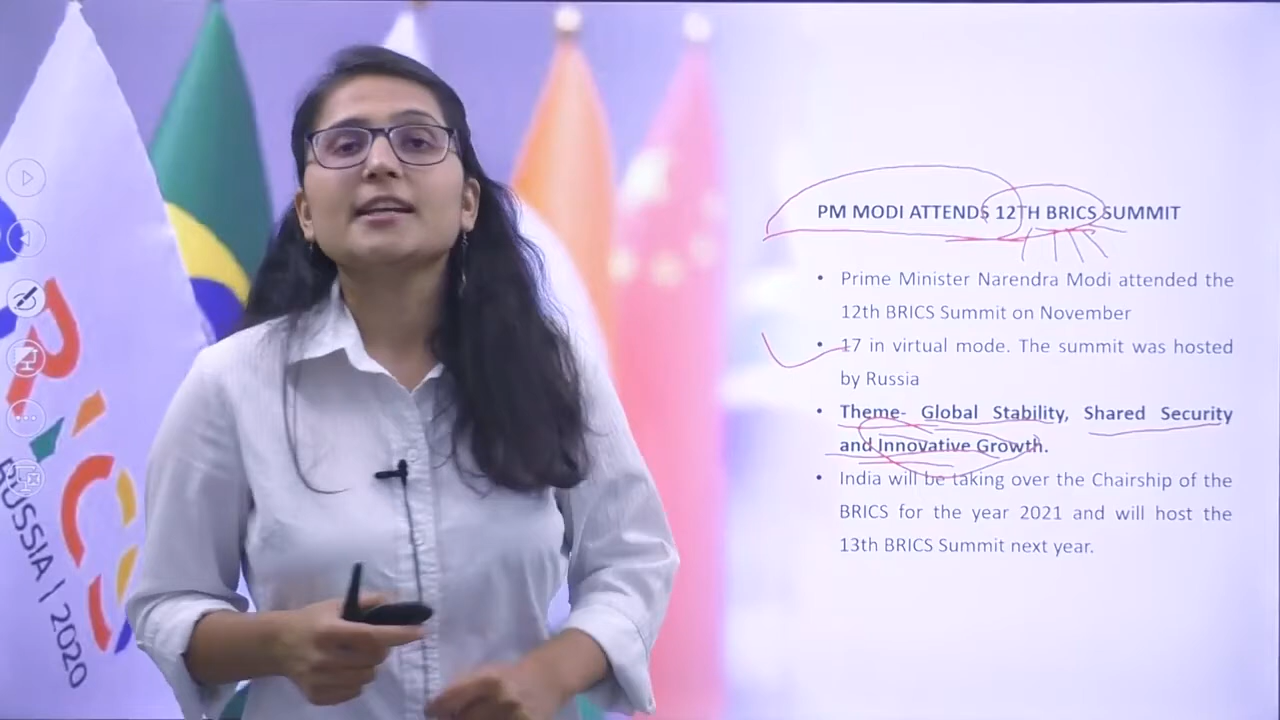 BRICS
RUSSIA | 2020
PM MODI ATTENDS 12TH BRICS SUMMIT
• Prime Minister Narendra Modi attended the
12th BRICS Summit on November
• 17 in virtual mode. The summit was hosted
by Russia
• Theme- Global Stability, Shared Security
and Innovative Growth.
• India will be taking over the Chairship of the
BRICS for the year 2021 and will host the
13th BRICS Summit next year.